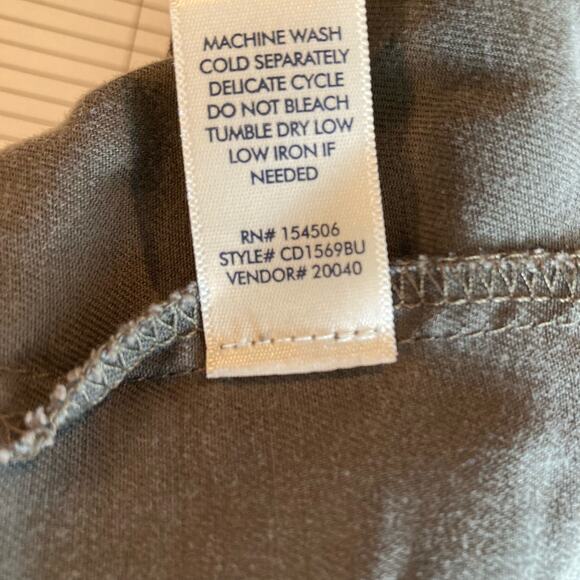 MACHINE WASH
COLD SEPARATELY
DELICATE CYCLE
DO NOT BLEACH
TUMBLE DRY LOW
LOW IRON IF
NEEDED
RN# 154506
STYLE# CD1569BU
VENDOR# 20040